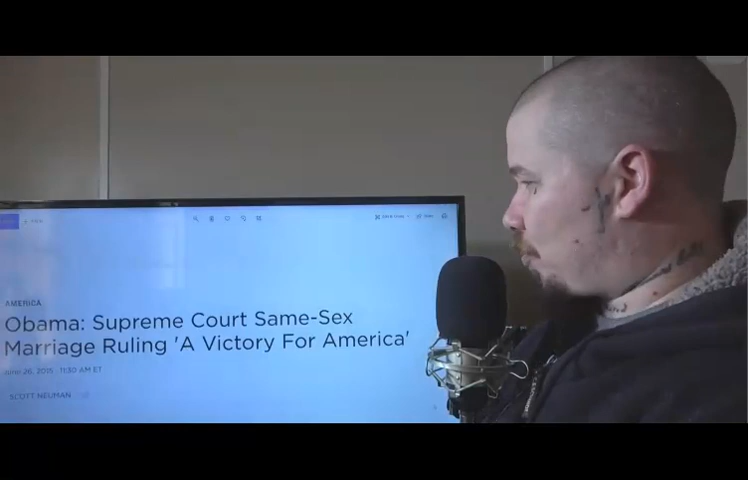 AMERICA
Obama: Supreme Court Same-Sex
Marriage Ruling 'A Victory For America'
June 26, 2015 · 11:30 AM ET
SCOTT NEUMAN